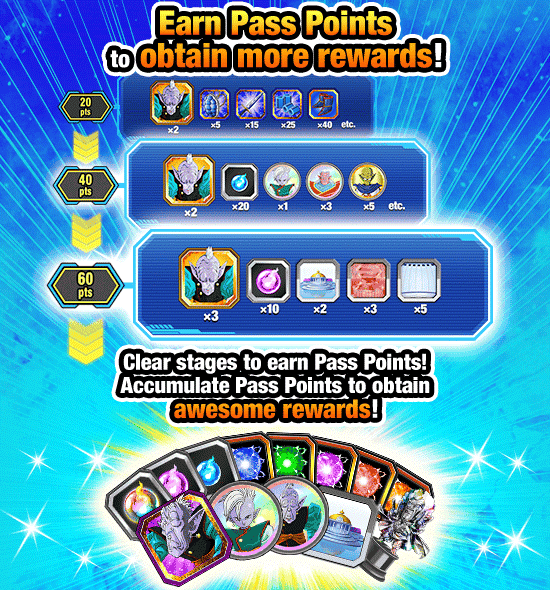 Earn Pass Points
to obtain more rewards!
20
pts
×2 ×5 ×15 ×25 ×40 etc.
40
pts
×2 ×20 ×1 ×3 ×5 etc.
60
pts
×3 ×10 ×2 ×3 ×5
Clear stages to earn Pass Points!
Accumulate Pass Points to obtain
awesome rewards!